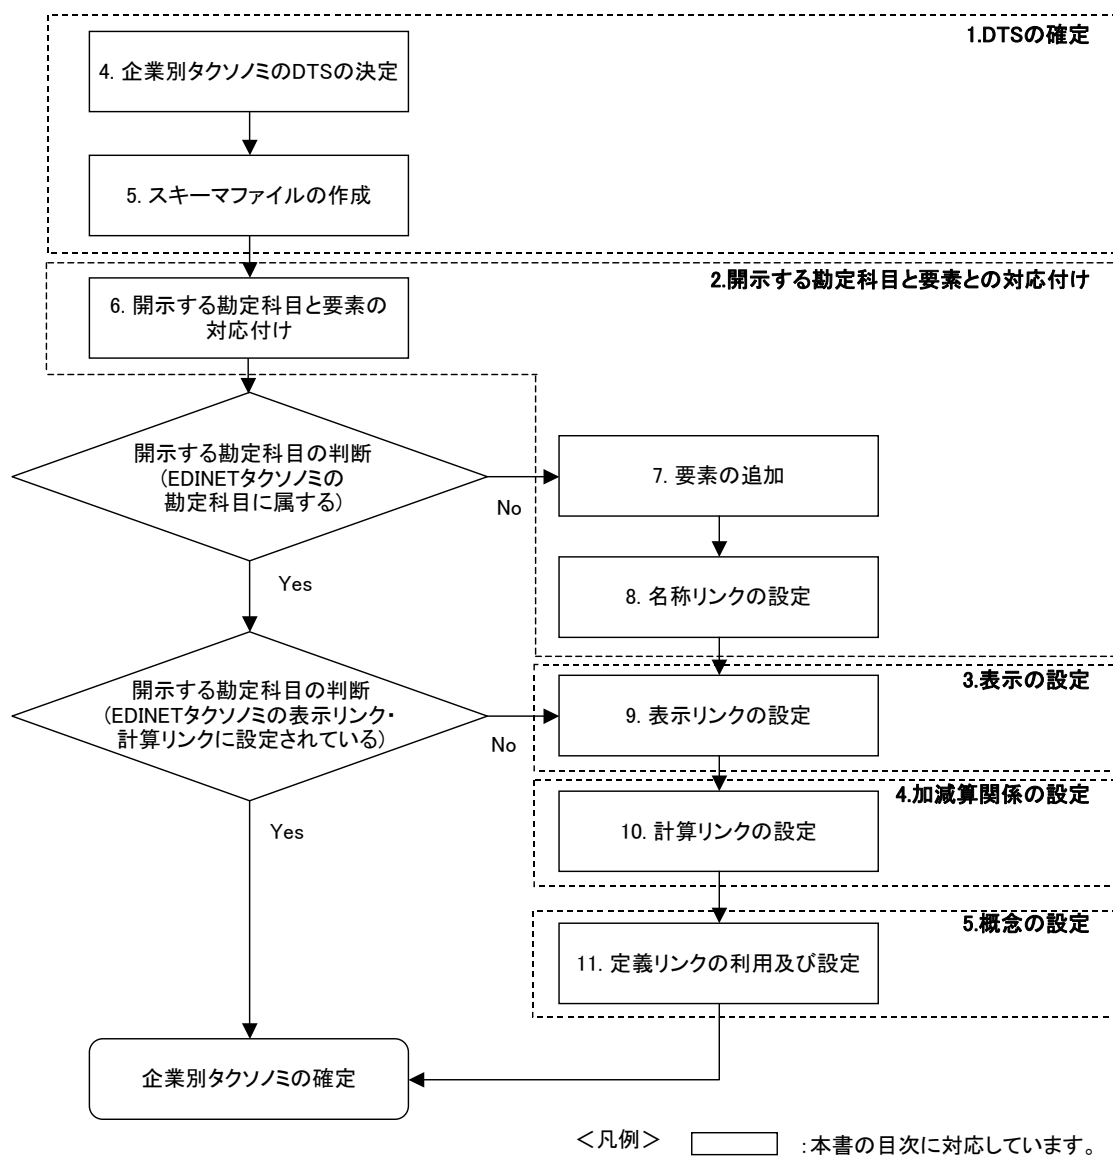 1.DTSの確定
4. 企業別タクソノミのDTSの決定
5. スキーマファイルの作成
2.開示する勘定科目と要素との対応付け
6. 開示する勘定科目と要素の
対応付け
開示する勘定科目の判断
(EDINETタクソノミの
勘定科目に属する)
No
Yes
7. 要素の追加
8. 名称リンクの設定
開示する勘定科目の判断
(EDINETタクソノミの表示リンク・
計算リンクに設定されている)
No
Yes
3.表示の設定
9. 表示リンクの設定
4.加減算関係の設定
10. 計算リンクの設定
5.概念の設定
11. 定義リンクの利用及び設定
企業別タクソノミの確定
＜凡例＞ :本書の目次に対応しています。